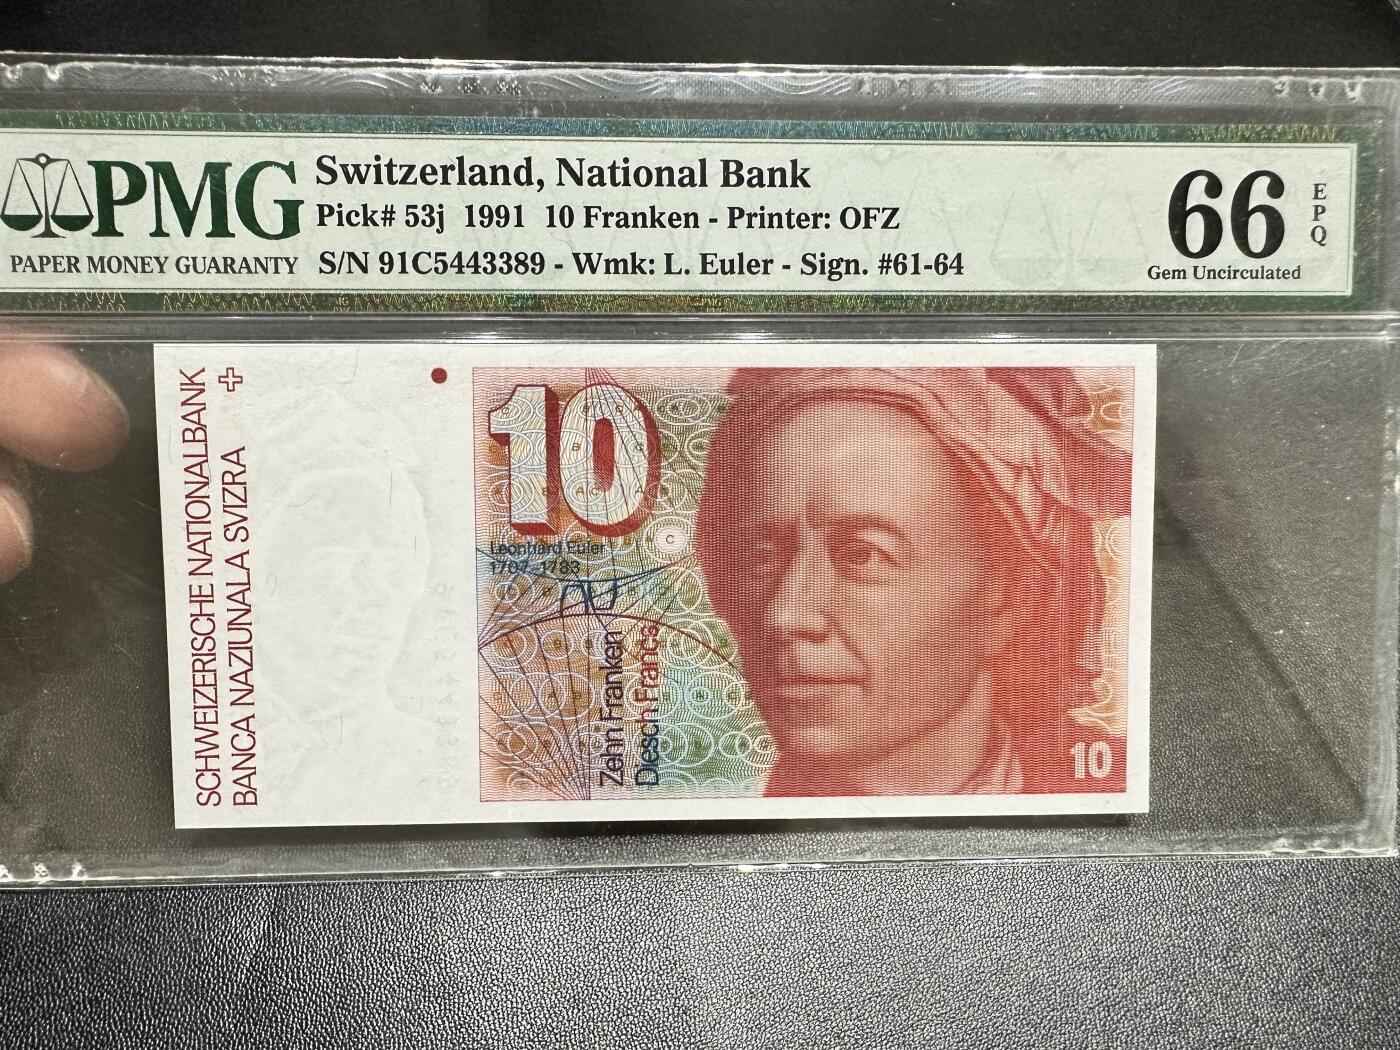 PMG
PAPER MONEY GUARANTY
Switzerland, National Bank
Pick# 53j 1991 10 Franken - Printer: OFZ
S/N 91C5443389 - Wmk: L. Euler - Sign. #61-64
66
EPQ
Gem Uncirculated
SCHWEIZERISCHE NATIONALBANK
BANCA NAZIUNALA SVIZRA
10
Leonhard Euler
1707-1783
Zehn Franken
Diesch Francs
10